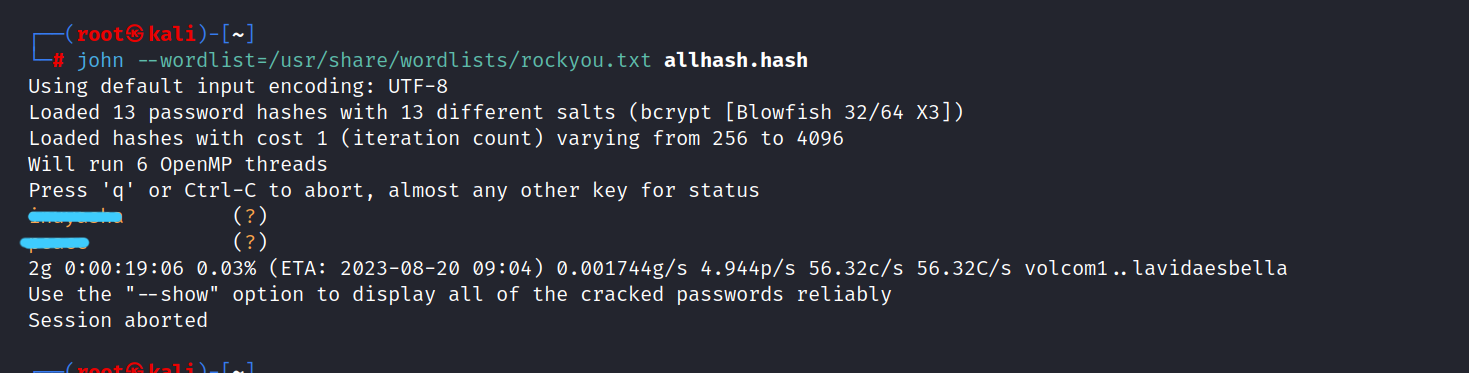 ┌──(root㉿kali)-[~]
└─# john --wordlist=/usr/share/wordlists/rockyou.txt allhash.hash
Using default input encoding: UTF-8
Loaded 13 password hashes with 13 different salts (bcrypt [Blowfish 32/64 X3])
Loaded hashes with cost 1 (iteration count) varying from 256 to 4096
Will run 6 OpenMP threads
Press 'q' or Ctrl-C to abort, almost any other key for status
(?)
(?)
2g 0:00:19:06 0.03% (ETA: 2023-08-20 09:04) 0.001744g/s 4.944p/s 56.32c/s 56.32C/s volcom1..lavidaesbella
Use the "--show" option to display all of the cracked passwords reliably
Session aborted
┌──(root㉿kali)-[~]